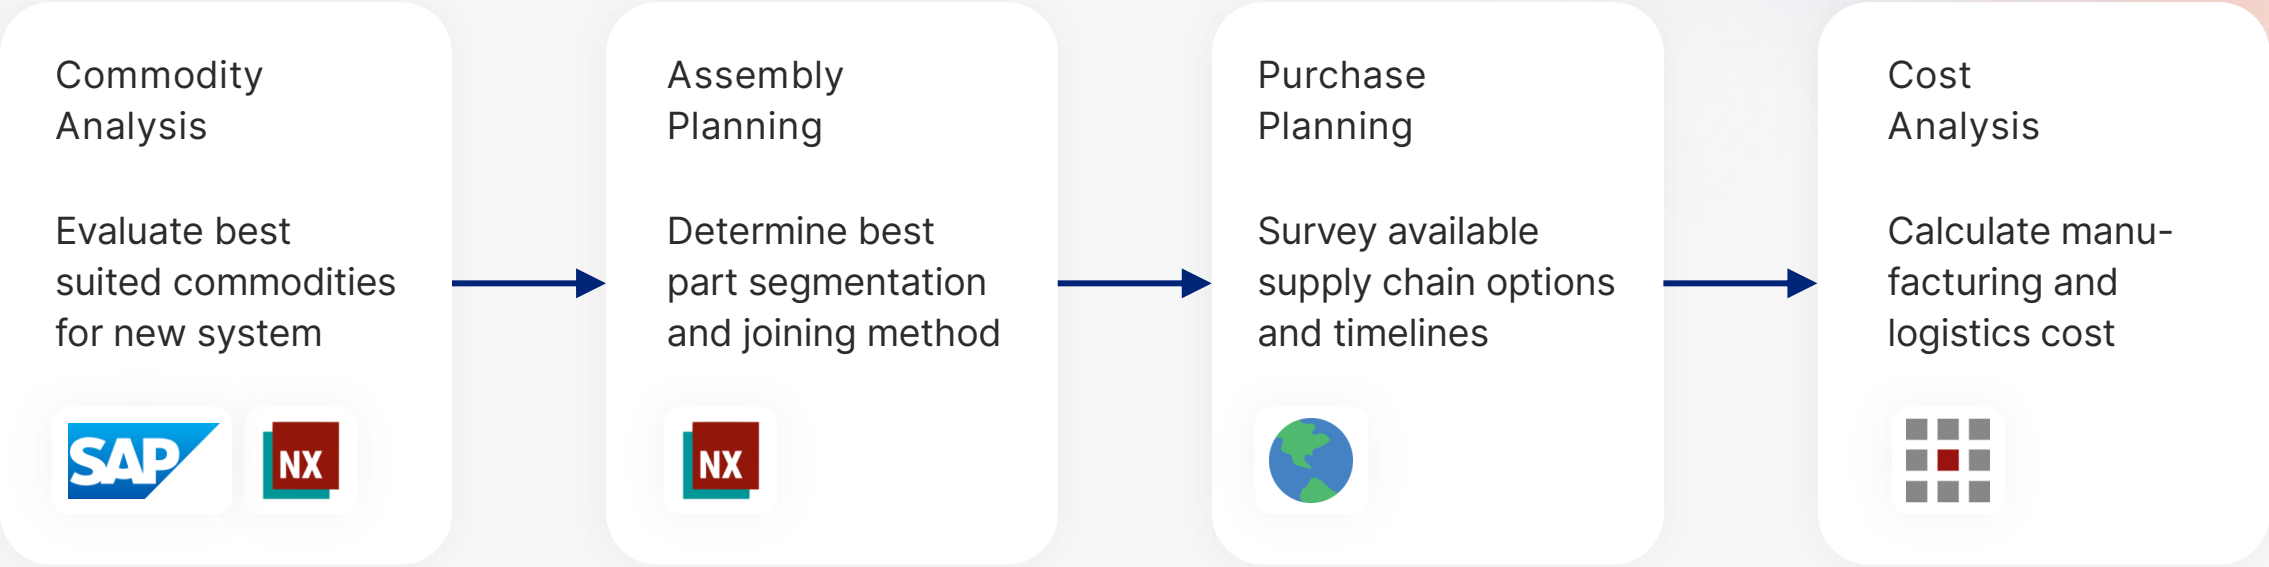 Commodity
Analysis
Evaluate best
suited commodities
for new system
SAP
NX
Assembly
Planning
Determine best
part segmentation
and joining method
NX
Purchase
Planning
Survey available
supply chain options
and timelines
Cost
Analysis
Calculate manu-
facturing and
logistics cost